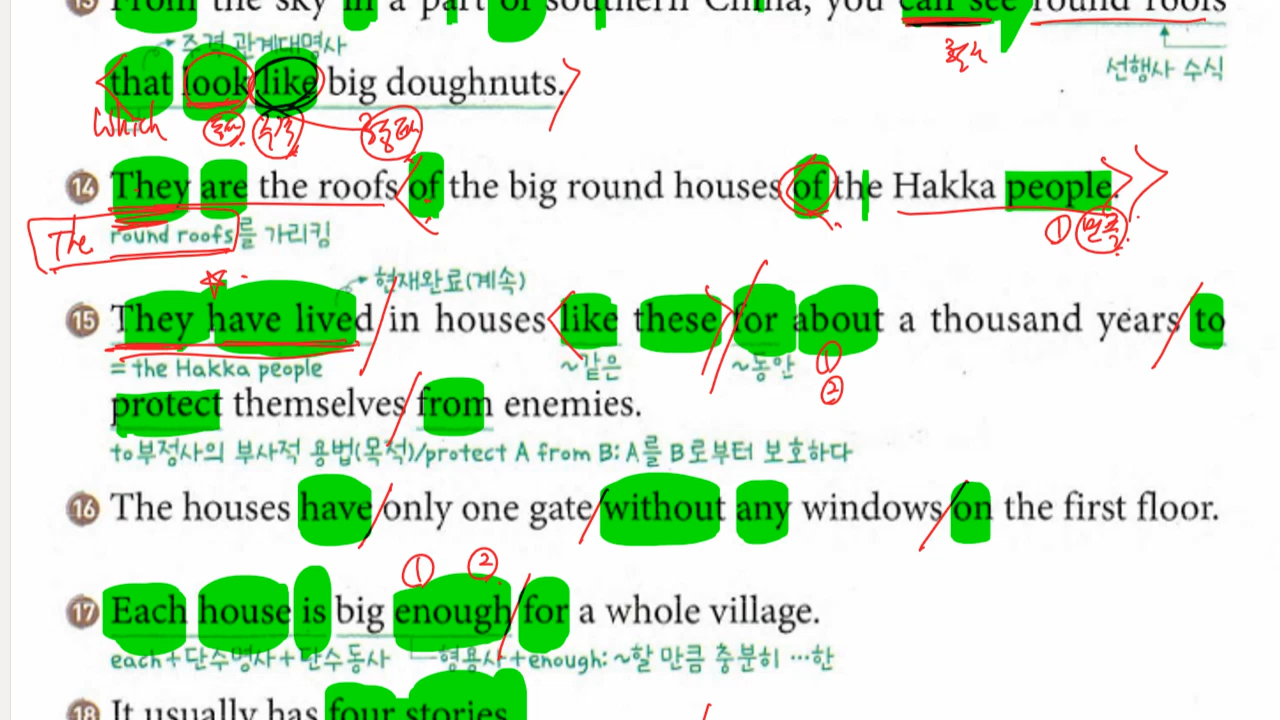 13 From the sky in a part of southern China, you can see round roofs
주격 관계대명사
선행사 수식
that look like big doughnuts.
which
14 They are the roofs of the big round houses of the Hakka people.
The round roofs를 가리킴
① 민족
현재완료(계속)
15 They have lived in houses like these for about a thousand years to
= the Hakka people ~같은 ~동안 ①
②
protect themselves from enemies.
to부정사의 부사적 용법(목적)/protect A from B: A를 B로부터 보호하다
16 The houses have only one gate without any windows on the first floor.
① ②
17 Each house is big enough for a whole village.
each+단수명사+단수동사 형용사+enough: ~할 만큼 충분히 …한
18 It usually has four stories.